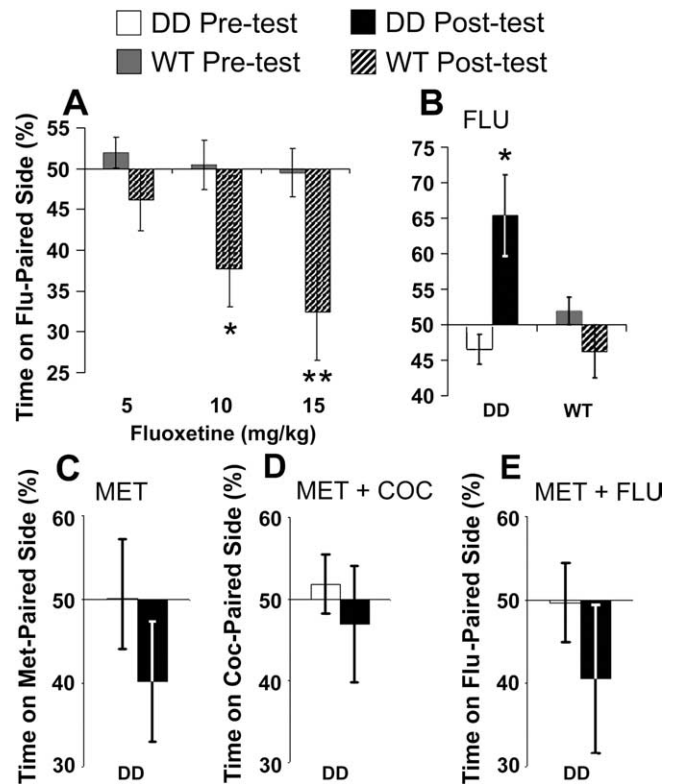 DD Pre-test DD Post-test
WT Pre-test WT Post-test
A
Time on Flu-Paired Side (%)
55
50
45
40
35
30
25
5 10 15
Fluoxetine (mg/kg)
*
**
B
FLU
75
70
65
60
55
50
45
40
*
DD WT
C
MET
Time on Met-Paired Side (%)
60
50
40
30
DD
D
MET + COC
Time on Coc-Paired Side (%)
60
50
40
30
DD
E
MET + FLU
Time on Flu-Paired Side (%)
60
50
40
30
DD